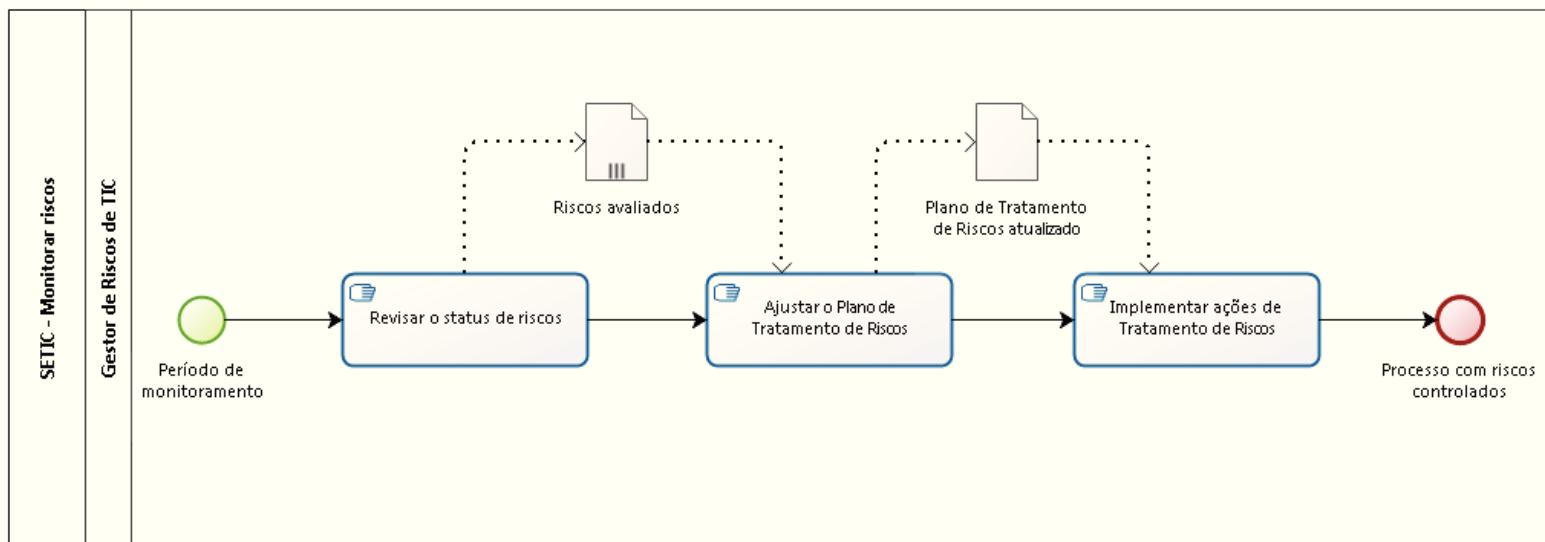 SETIC - Monitorar riscos
Gestor de Riscos de TIC
Riscos avaliados
Plano de Tratamento
de Riscos atualizado
Revisar o status de riscos
Ajustar o Plano de
Tratamento de Riscos
Implementar ações de
Tratamento de Riscos
Período de
monitoramento
Processo com riscos
controlados